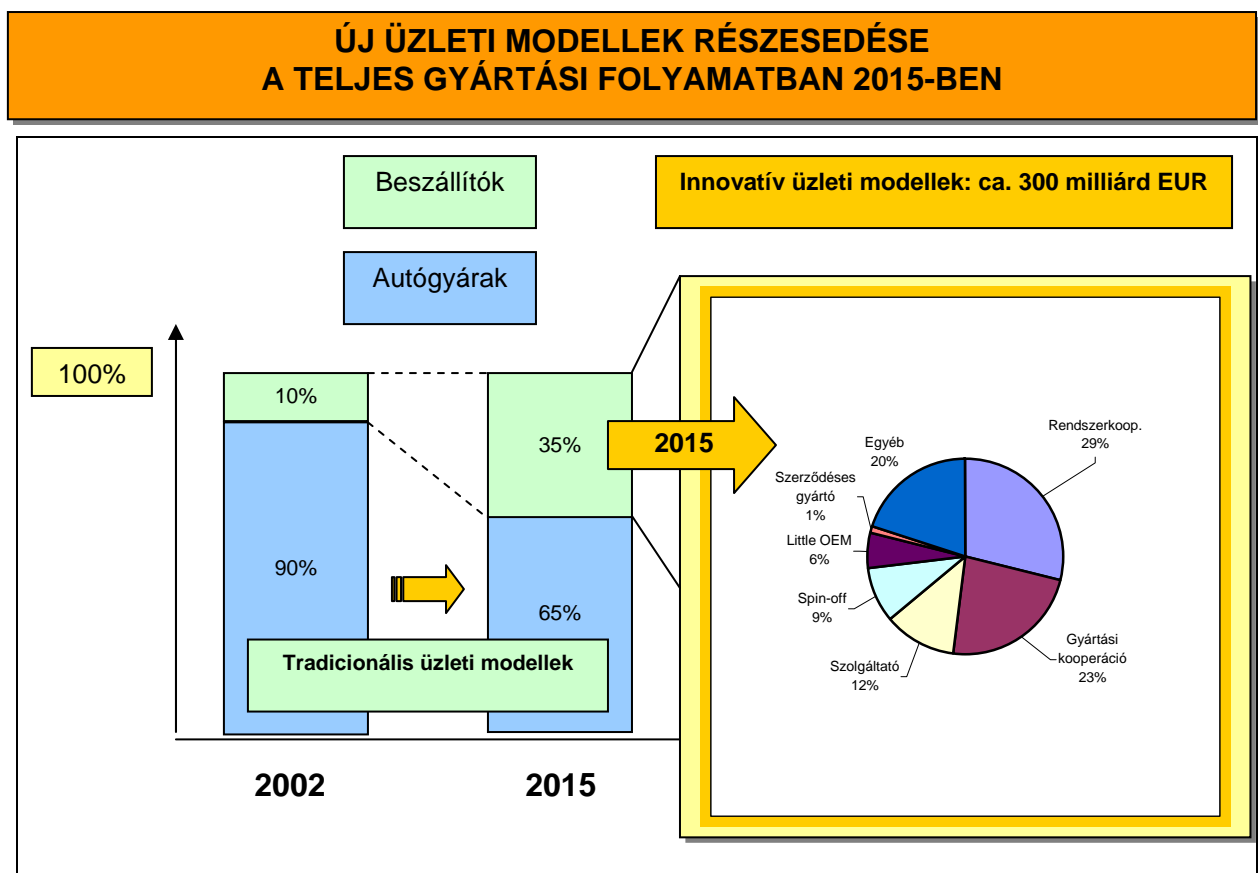 ÚJ ÜZLETI MODELLEK RÉSZESEDÉSE
A TELJES GYÁRTÁSI FOLYAMATBAN 2015-BEN
Beszállítók
Innovatív üzleti modellek: ca. 300 milliárd EUR
Autógyárak
100%
10%
90%
35%
65%
2015
Tradicionális üzleti modellek
2002
2015
Rendszerkoop.
29%
Gyártási
kooperáció
23%
Szolgáltató
12%
Spin-off
9%
Little OEM
6%
Szerződéses
gyártó
1%
Egyéb
20%